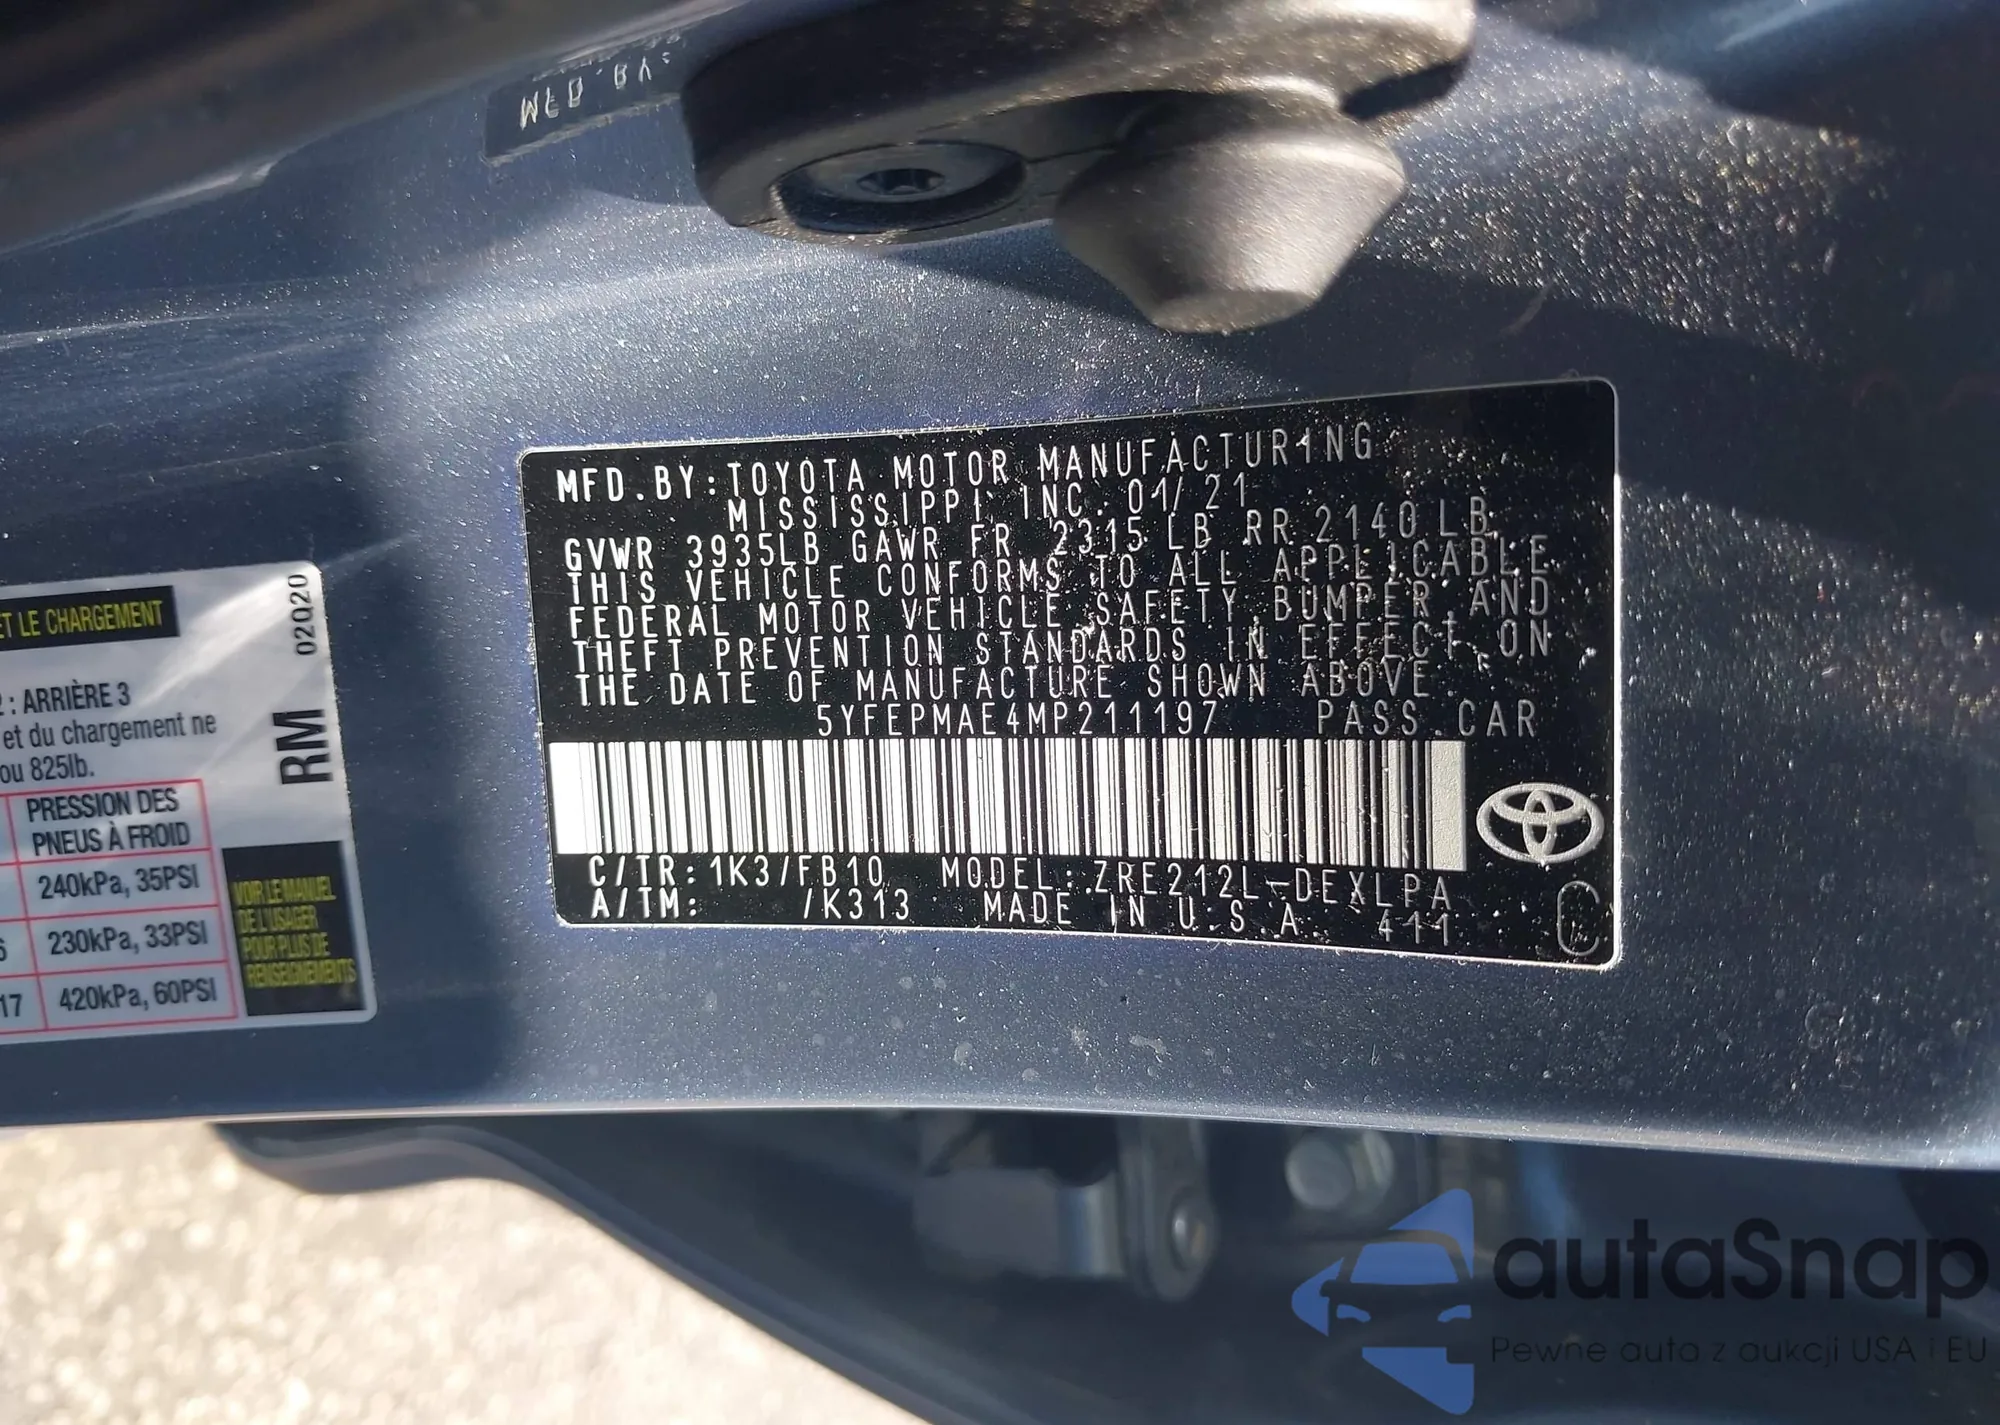 MFD.BY:
MFD.BY:TOYOTA MOTOR MANUFACTURING
MISSISSIPPI, INC. 01/21
GVWR 3935LB GAWR FR 2315 LB RR 2140 LB
THIS VEHICLE CONFORMS TO ALL APPLICABLE
FEDERAL MOTOR VEHICLE SAFETY, BUMPER, AND
THEFT PREVENTION STANDARDS IN EFFECT ON
THE DATE OF MANUFACTURE SHOWN ABOVE.
5YFEPMAE4MP211197 PASS.CAR
C/TR: 1K3/FB10 MODEL: ZRE212L-DEXLPA
A/TM: /K313 MADE IN U.S.A. 411
C
ET LE CHARGEMENT
02Q20
: ARRIÈRE 3
et du chargement ne
ou 825lb.
RM
PRESSION DES
PNEUS À FROID
240kPa, 35PSI
230kPa, 33PSI
17 420kPa, 60PSI
VOIR LE MANUEL
DE L'USAGER
POUR PLUS DE
RENSEIGNEMENTS
autaSnap
Pewne auta z aukcji USA i EU